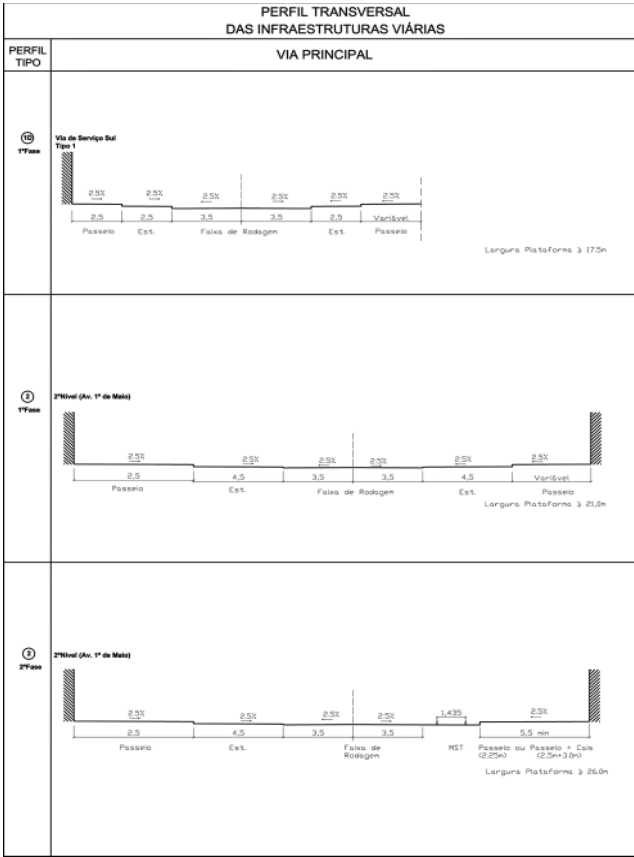 PERFIL TRANSVERSAL
DAS INFRAESTRUTURAS VIÁRIAS
PERFIL TIPO
VIA PRINCIPAL
1D
1ªFase
Via de Serviço Sul
Tipo 1
2.5% 2.5% 2.5% 2.5% 2.5% 2.5%
2,5 2,5 3,5 3,5 2,5 Variável
Passeio Est. Faixa de Rodagem Est. Passeio
Largura Plataforma ≥ 17.5m
2
1ªFase
2ºNível (Av. 1º de Maio)
2.5% 2.5% 2.5% 2.5% 2.5% 2.5%
2,5 4,5 3,5 3,5 4,5 Variável
Passeio Est. Faixa de Rodagem Est. Passeio
Largura Plataforma ≥ 21,0m
2
2ªFase
2ºNível (Av. 1º de Maio)
2.5% 2.5% 2.5% 2.5% 1,435 2.5%
2,5 4,5 3,5 3,5 5,5 min
Passeio Est. Faixa de Rodagem MST Passeio ou Passeio + Cais
(2.25m) (2,5m+3.0m)
Largura Plataforma ≥ 26.0m